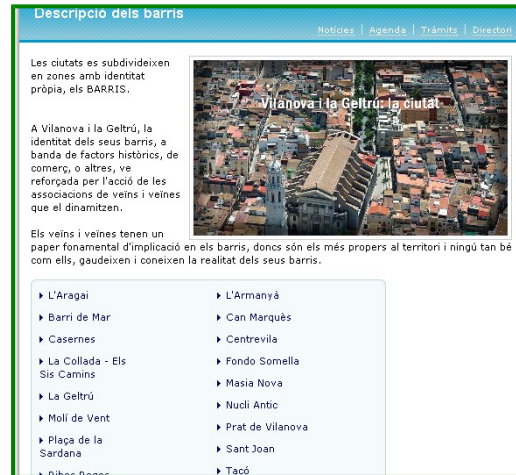 Descripció dels barris
Notícies | Agenda | Tràmits | Directori
Les ciutats es subdivideixen
en zones amb identitat
pròpia, els BARRIS.
Vilanova i la Geltrú: la ciutat
A Vilanova i la Geltrú, la
identitat dels seus barris, a
banda de factors històrics, de
comerç, o altres, ve
reforçada per l'acció de les
associacions de veïns i veïnes
que el dinamitzen.
Els veïns i veïnes tenen un
paper fonamental d'implicació en els barris, doncs són els més propers al territori i ningú tan bé
com ells, gaudeixen i coneixen la realitat dels seus barris.
L'Aragai
Barri de Mar
Casernes
La Collada - Els
Sis Camins
La Geltrú
Molí de Vent
Plaça de la
Sardana
Ribes Roges
L'Armanyà
Can Marquès
Centrevila
Fondo Somella
Masia Nova
Nucli Antic
Prat de Vilanova
Sant Joan
Tacó